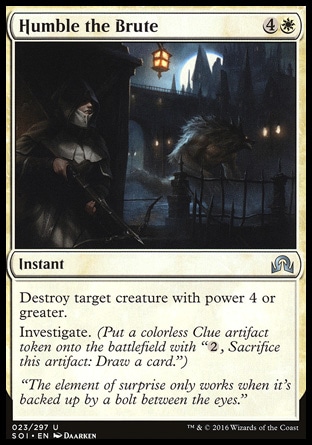 Humble the Brute 4
Instant
Destroy target creature with power 4 or
greater.
Investigate. (Put a colorless Clue artifact
token onto the battlefield with “2, Sacrifice
this artifact: Draw a card.”)
“The element of surprise only works when it’s
backed up by a bolt between the eyes.”
023/297 U
SOI • EN DAARKEN
™ & © 2016 Wizards of the Coast